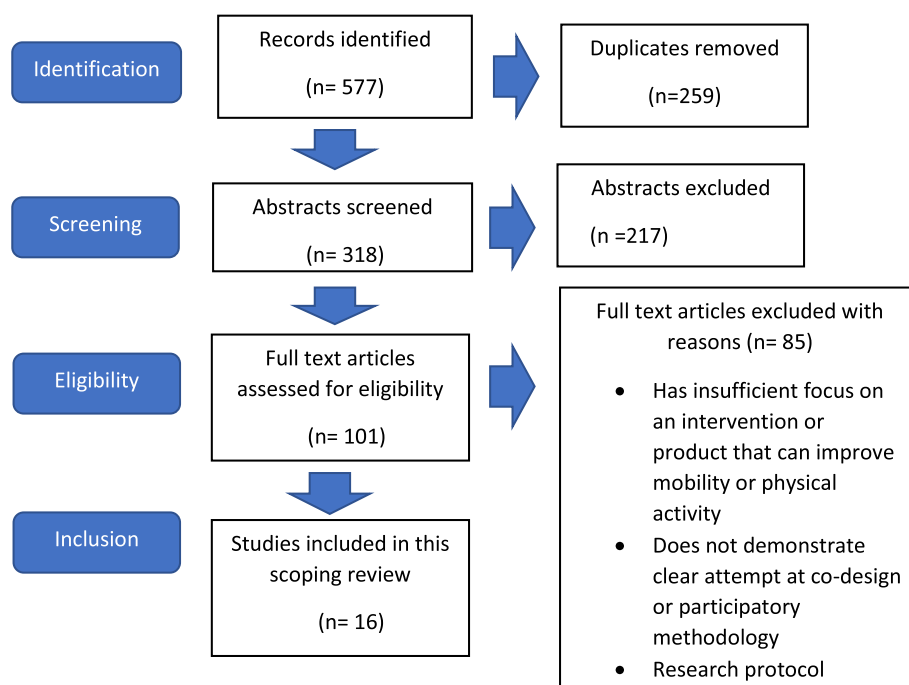 Identification
Records identified
(n= 577)
Duplicates removed
(n=259)
Screening
Abstracts screened
(n= 318)
Abstracts excluded
(n =217)
Eligibility
Full text articles
assessed for eligibility
(n= 101)
Full text articles excluded with
reasons (n= 85)
• Has insufficient focus on
an intervention or
product that can improve
mobility or physical
activity
• Does not demonstrate
clear attempt at co-design
or participatory
methodology
• Research protocol
Inclusion
Studies included in this
scoping review
(n= 16)